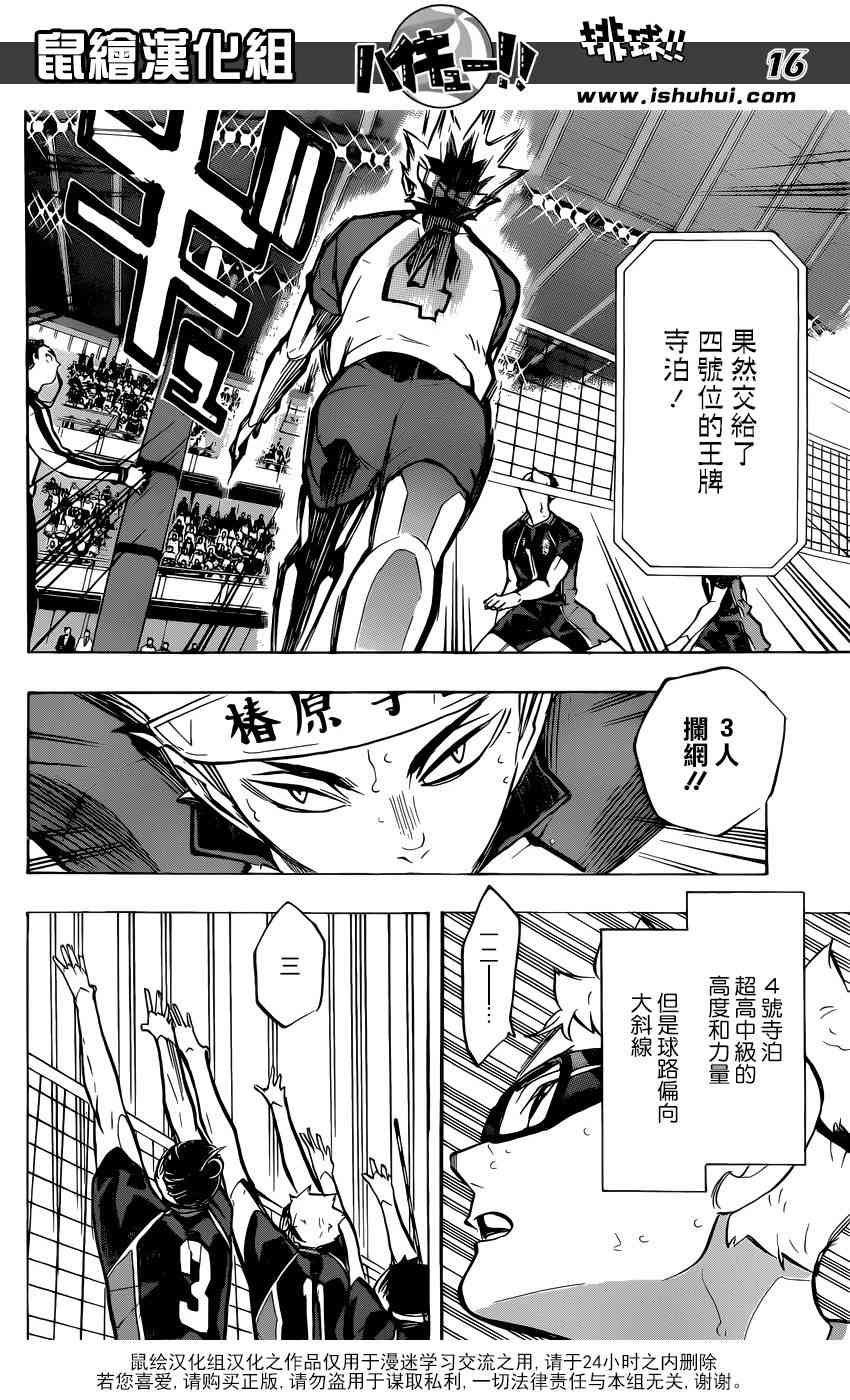 鼠繪漢化組
ハイキュー!!
排球!!
16
www.ishuhui.com
果然交給了
四號位的王牌
寺泊！
4
3人
攔網!!
椿原
4號寺泊
超高中級的
高度和力量
但是球路偏向
大斜線
一二——……
三
3
鼠绘汉化组汉化之作品仅用于漫迷学习交流之用, 请于24小时之内删除
若您喜爱, 请购买正版, 请勿用于谋取私利, 一切法律责任与本组无关, 谢谢。